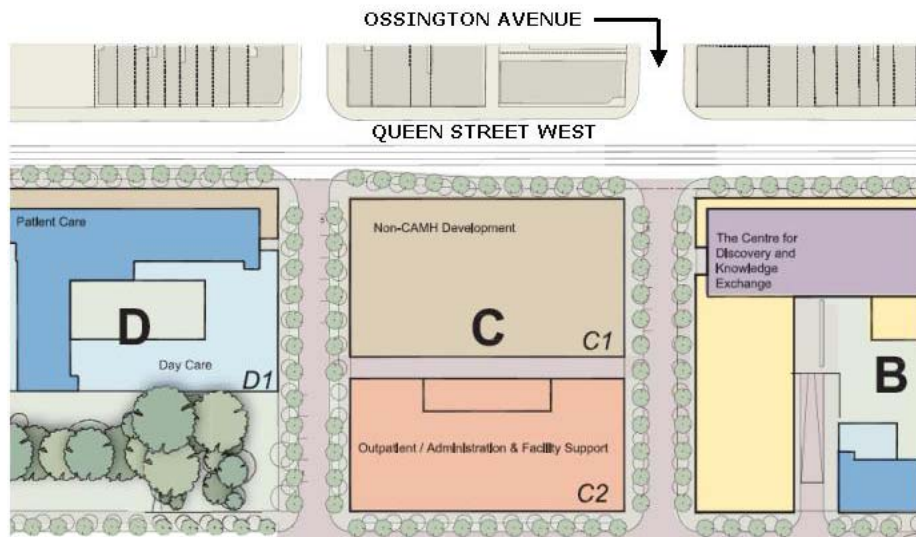 OSSINGTON AVENUE
QUEEN STREET WEST
Patient Care
Non-CAMH Development
The Centre for
Discovery and
Knowledge
Exchange
D
C
C1
B
Day Care
D1
Outpatient / Administration & Facility Support
C2